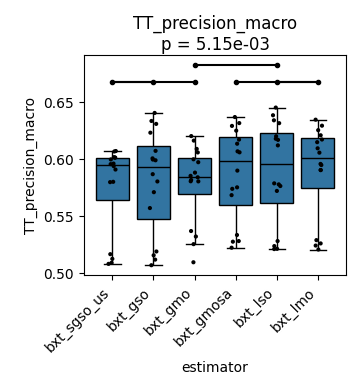 TT_precision_macro
p = 5.15e-03
TT_precision_macro
0.65
0.60
0.55
0.50
bxt_sgso_us
bxt_gso
bxt_gmo
bxt_gmosa
bxt_lso
bxt_lmo
estimator